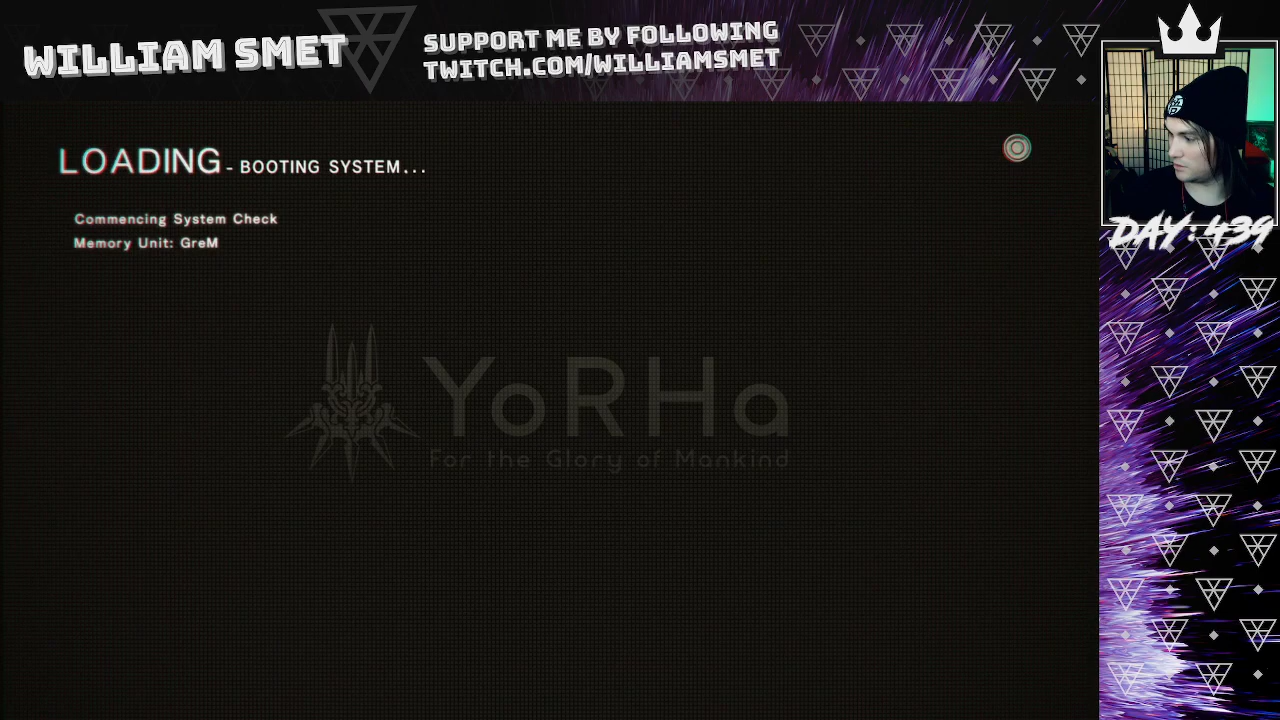 WILLIAM SMET
SUPPORT ME BY FOLLOWING
TWITCH.COM/WILLIAMSMET
DAY:439
LOADING - BOOTING SYSTEM...
Commencing System Check
Memory Unit: GreM
YoRHa
For the Glory of Mankind